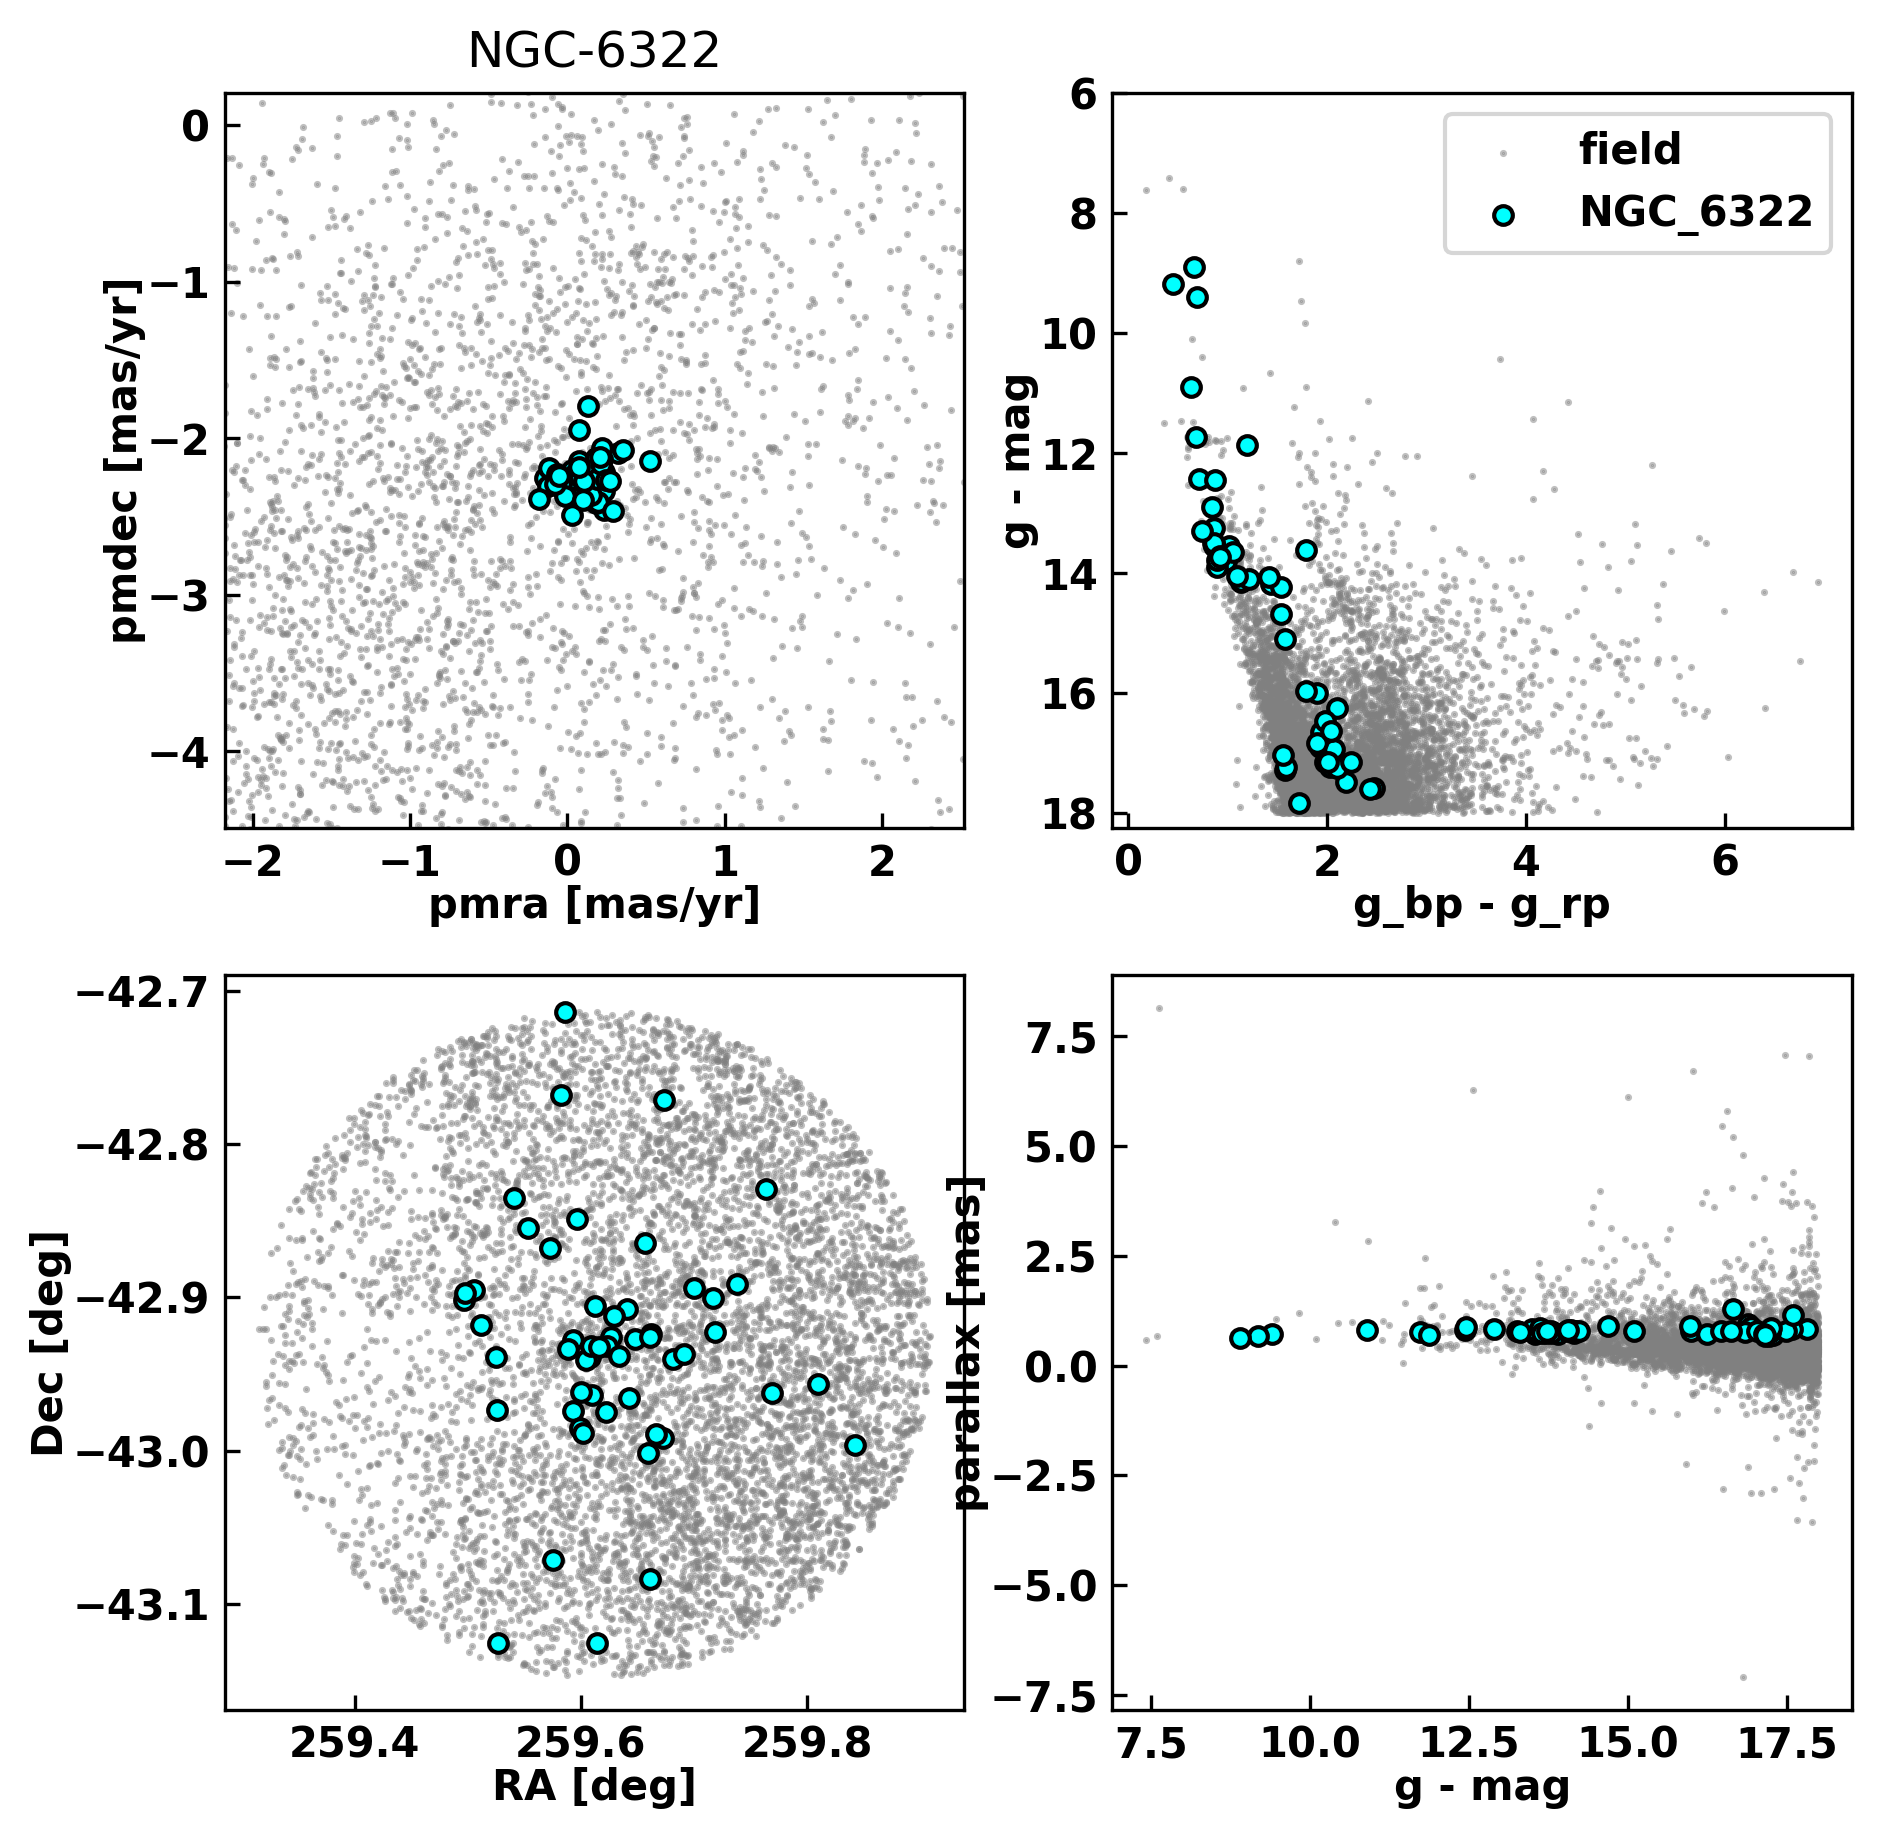 NGC-6322
0
−1
−2
−3
−4
pmdec [mas/yr]
−2 −1 0 1 2
pmra [mas/yr]
6
8
10
12
14
16
18
g - mag
field
NGC_6322
0 2 4 6
g_bp - g_rp
−42.7
−42.8
−42.9
−43.0
−43.1
Dec [deg]
259.4 259.6 259.8
RA [deg]
7.5
5.0
2.5
0.0
−2.5
−5.0
−7.5
parallax [mas]
7.5 10.0 12.5 15.0 17.5
g - mag